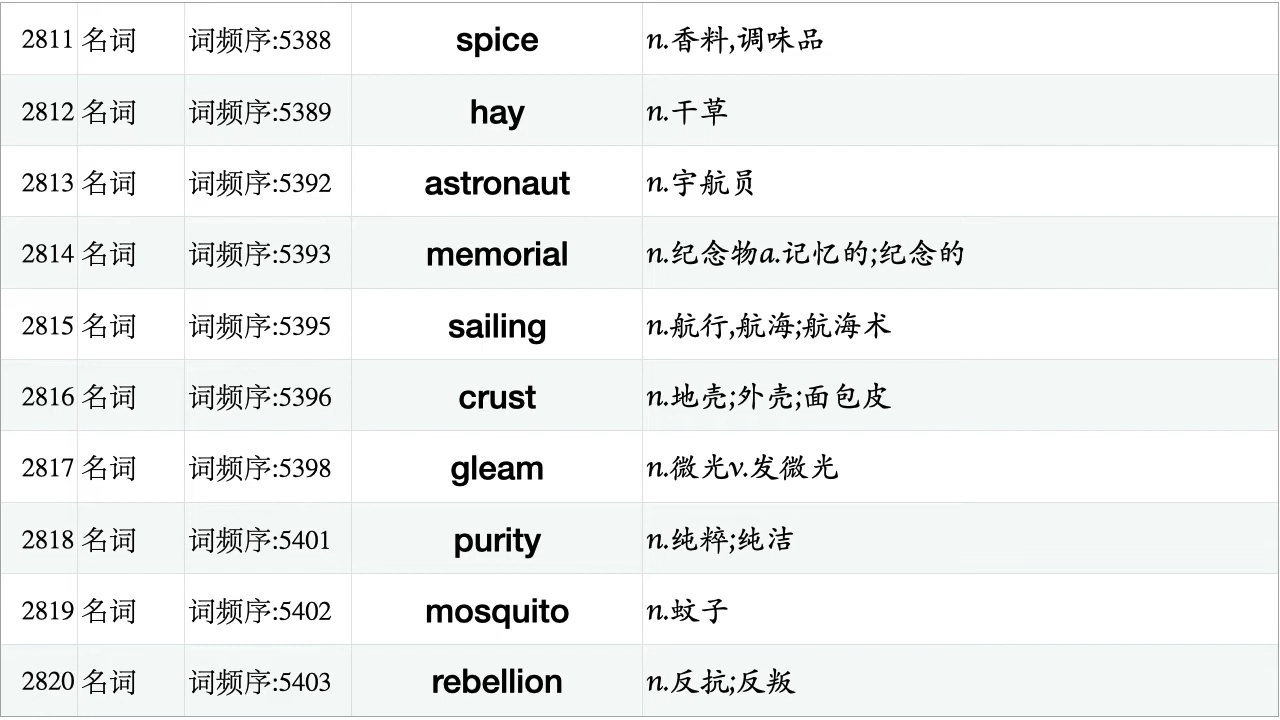 2811 名词 词频序:5388 spice n.香料,调味品
2812 名词 词频序:5389 hay n.干草
2813 名词 词频序:5392 astronaut n.宇航员
2814 名词 词频序:5393 memorial n.纪念物a.记忆的;纪念的
2815 名词 词频序:5395 sailing n.航行,航海;航海术
2816 名词 词频序:5396 crust n.地壳;外壳;面包皮
2817 名词 词频序:5398 gleam n.微光v.发微光
2818 名词 词频序:5401 purity n.纯粹;纯洁
2819 名词 词频序:5402 mosquito n.蚊子
2820 名词 词频序:5403 rebellion n.反抗;反叛